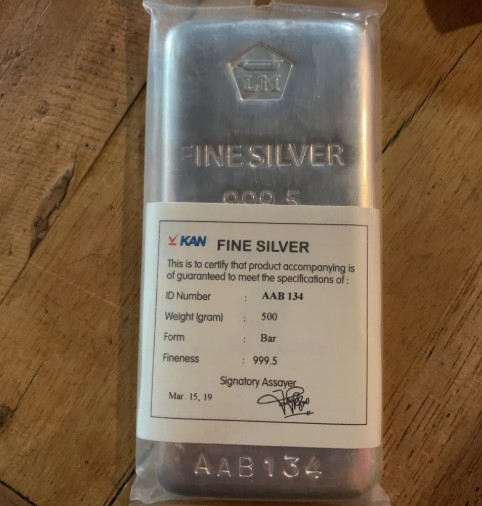 LM
FINE SILVER
999.5
KAN FINE SILVER
This is to certify that product accompanying is
of guaranteed to meet the specifications of :
ID Number : AAB 134
Weight (gram) : 500
Form : Bar
Fineness : 999.5
Signatory Assayer
Mar. 15, 19
AAB134